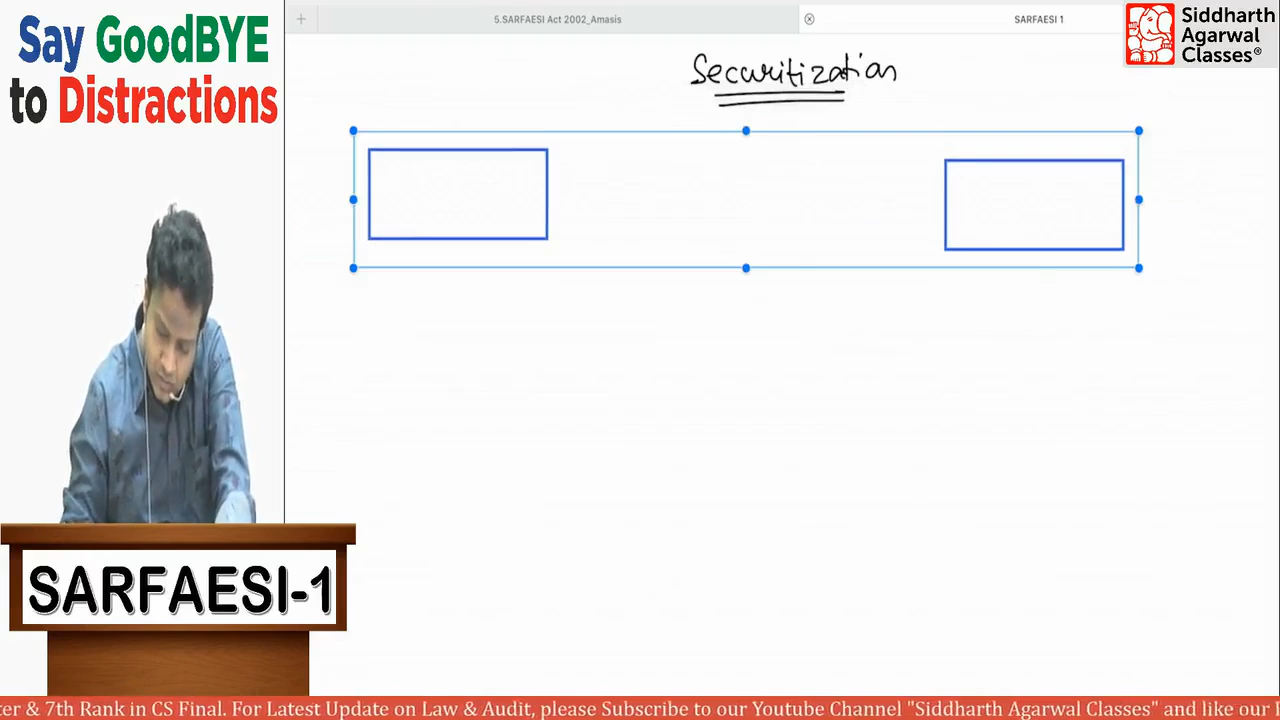 Say GoodBYE
to Distractions
5.SARFAESI Act 2002_Amasis
SARFAESI 1
Siddharth
Agarwal
Classes®
Securitization
SARFAESI-1
ter & 7th Rank in CS Final. For Latest Update on Law & Audit, please Subscribe to our Youtube Channel "Siddharth Agarwal Classes" and like our